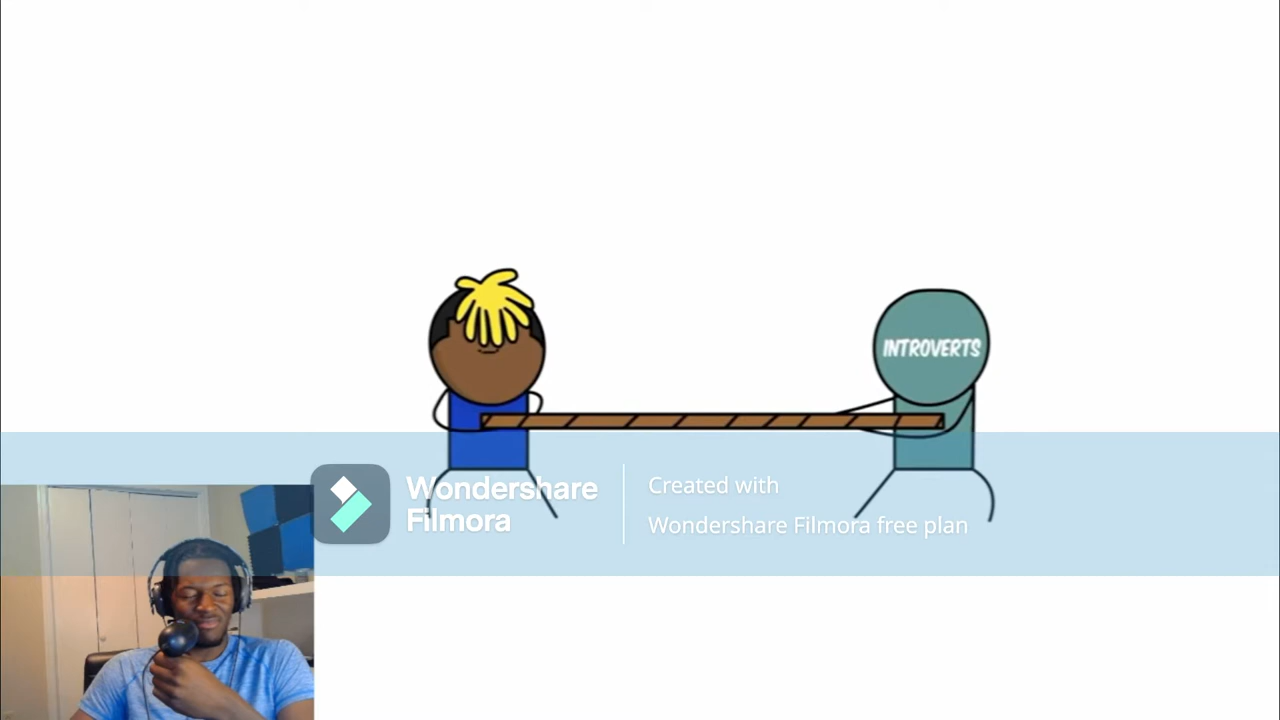 INTROVERTS
Wondershare
Filmora
Created with
Wondershare Filmora free plan